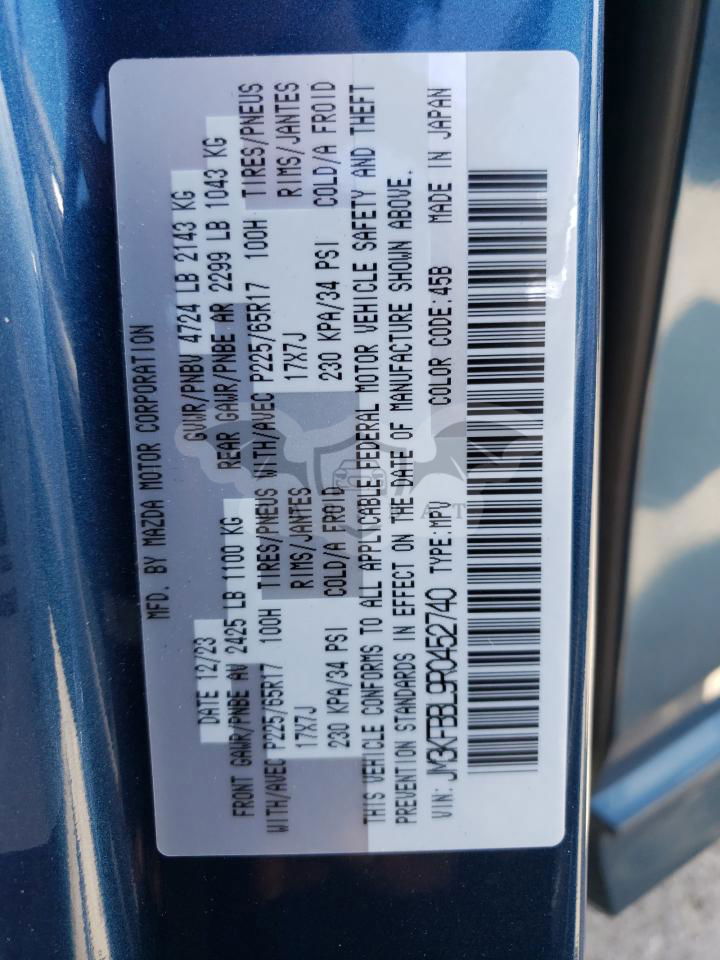 MFD. BY MAZDA MOTOR CORPORATION
DATE 12/23 GVWR/PNBV 4724 LB 2143 KG
FRONT GAWR/PNBE AV 2425 LB 1100 KG REAR GAWR/PNBE AR 2299 LB 1043 KG
WITH/AVEC P225/65R17 100H TIRES/PNEUS WITH/AVEC P225/65R17 100H TIRES/PNEUS
17X7J RIMS/JANTES 17X7J RIMS/JANTES
230 KPA/34 PSI COLD/A FROID 230 KPA/34 PSI COLD/A FROID
THIS VEHICLE CONFORMS TO ALL APPLICABLE FEDERAL MOTOR VEHICLE SAFETY AND THEFT
PREVENTION STANDARDS IN EFFECT ON THE DATE OF MANUFACTURE SHOWN ABOVE.
VIN: JM3KFBBL9R0452740 TYPE:MPV COLOR CODE:45B MADE IN JAPAN